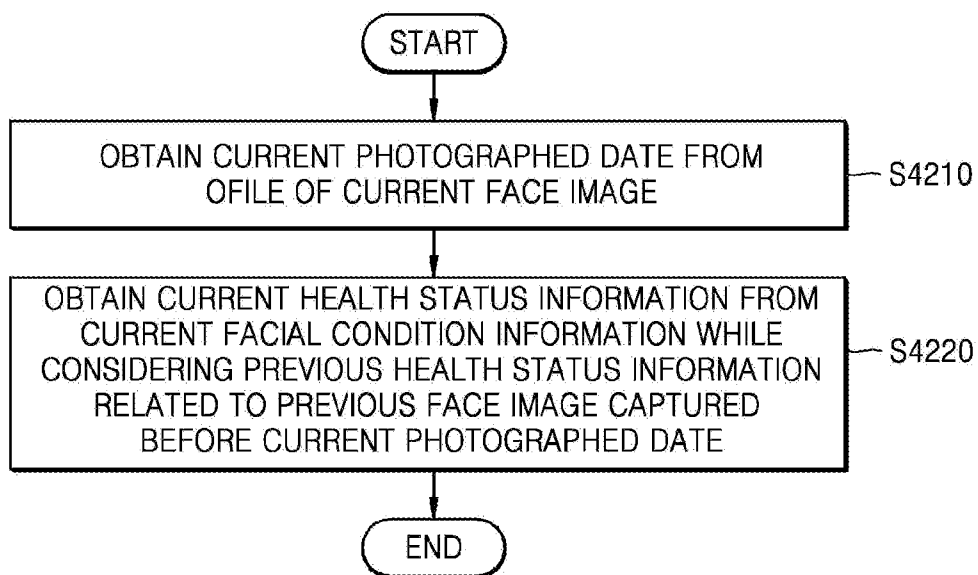 START
OBTAIN CURRENT PHOTOGRAPHED DATE FROM
OFILE OF CURRENT FACE IMAGE
S4210
OBTAIN CURRENT HEALTH STATUS INFORMATION FROM
CURRENT FACIAL CONDITION INFORMATION WHILE
CONSIDERING PREVIOUS HEALTH STATUS INFORMATION
RELATED TO PREVIOUS FACE IMAGE CAPTURED
BEFORE CURRENT PHOTOGRAPHED DATE
S4220
END